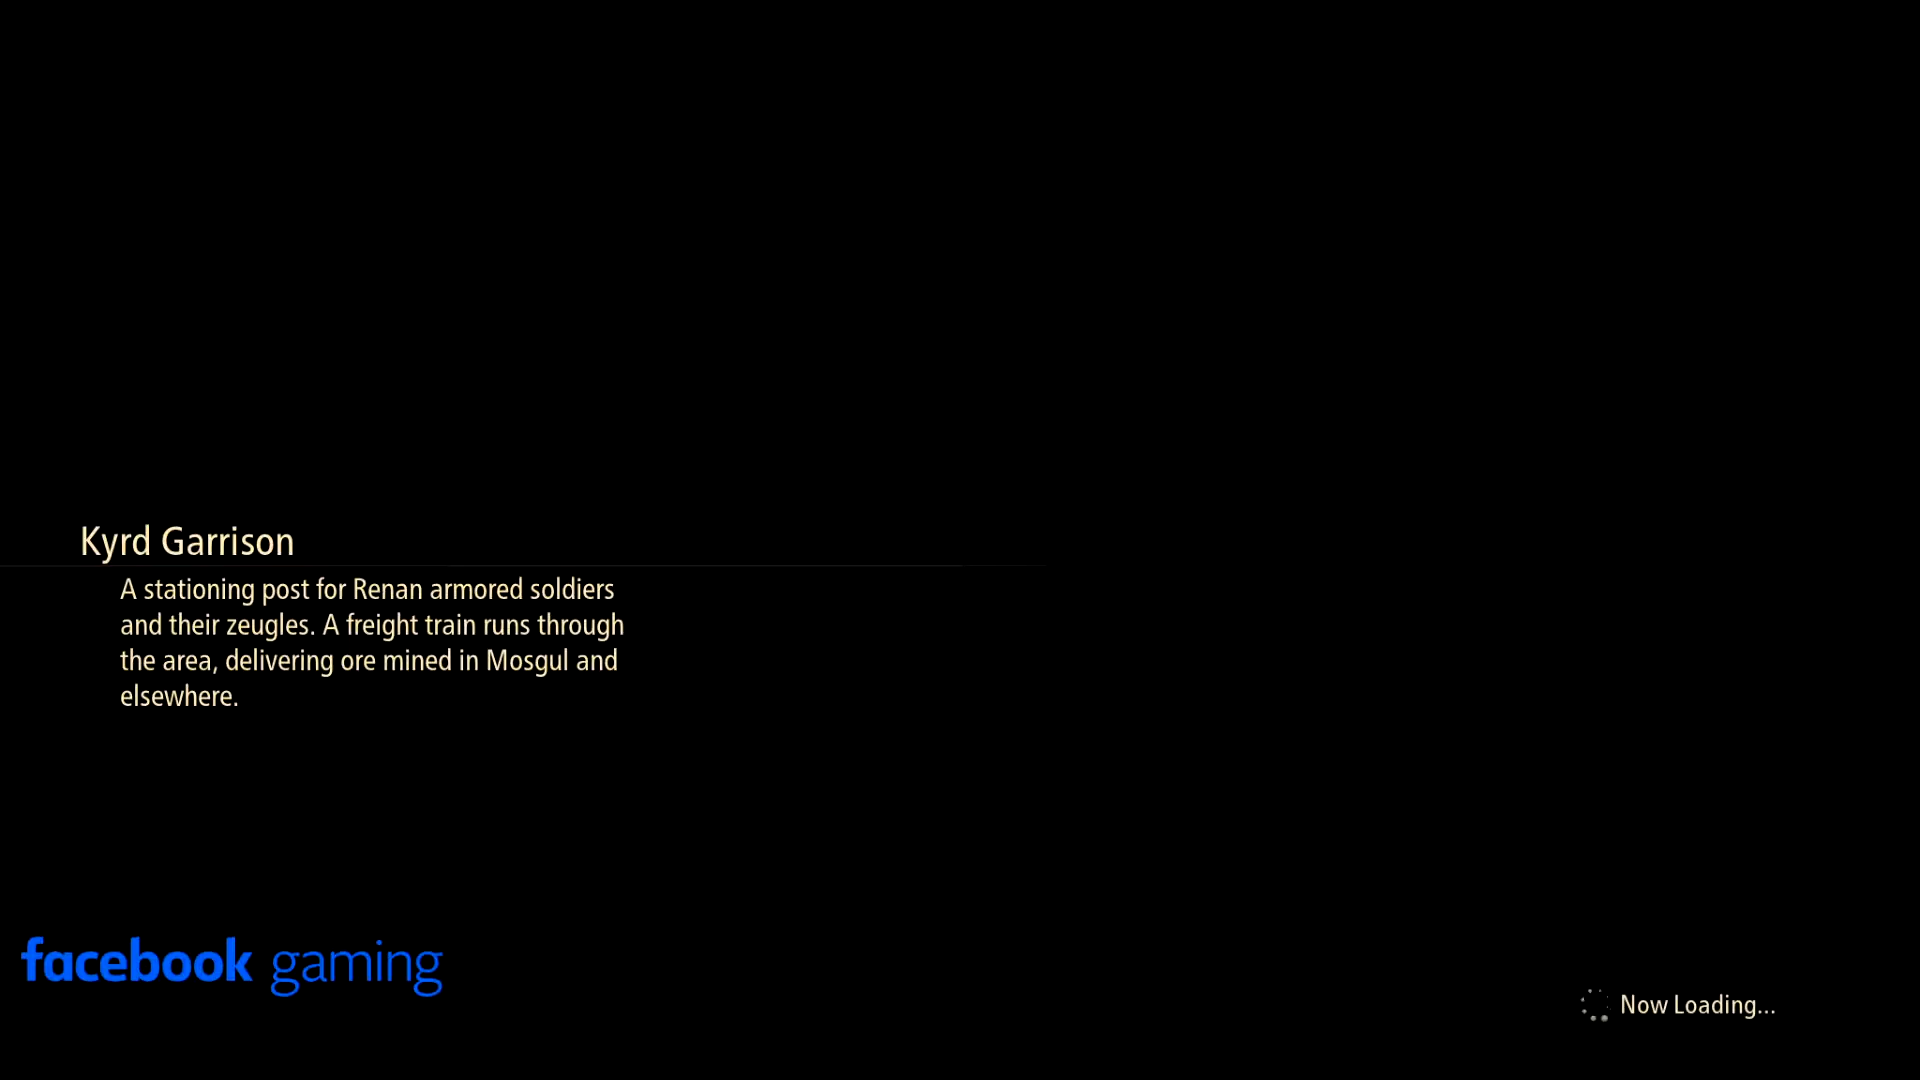 Kyrd Garrison
A stationing post for Renan armored soldiers
and their zeugles. A freight train runs through
the area, delivering ore mined in Mosgul and
elsewhere.
facebook gaming
Now Loading...